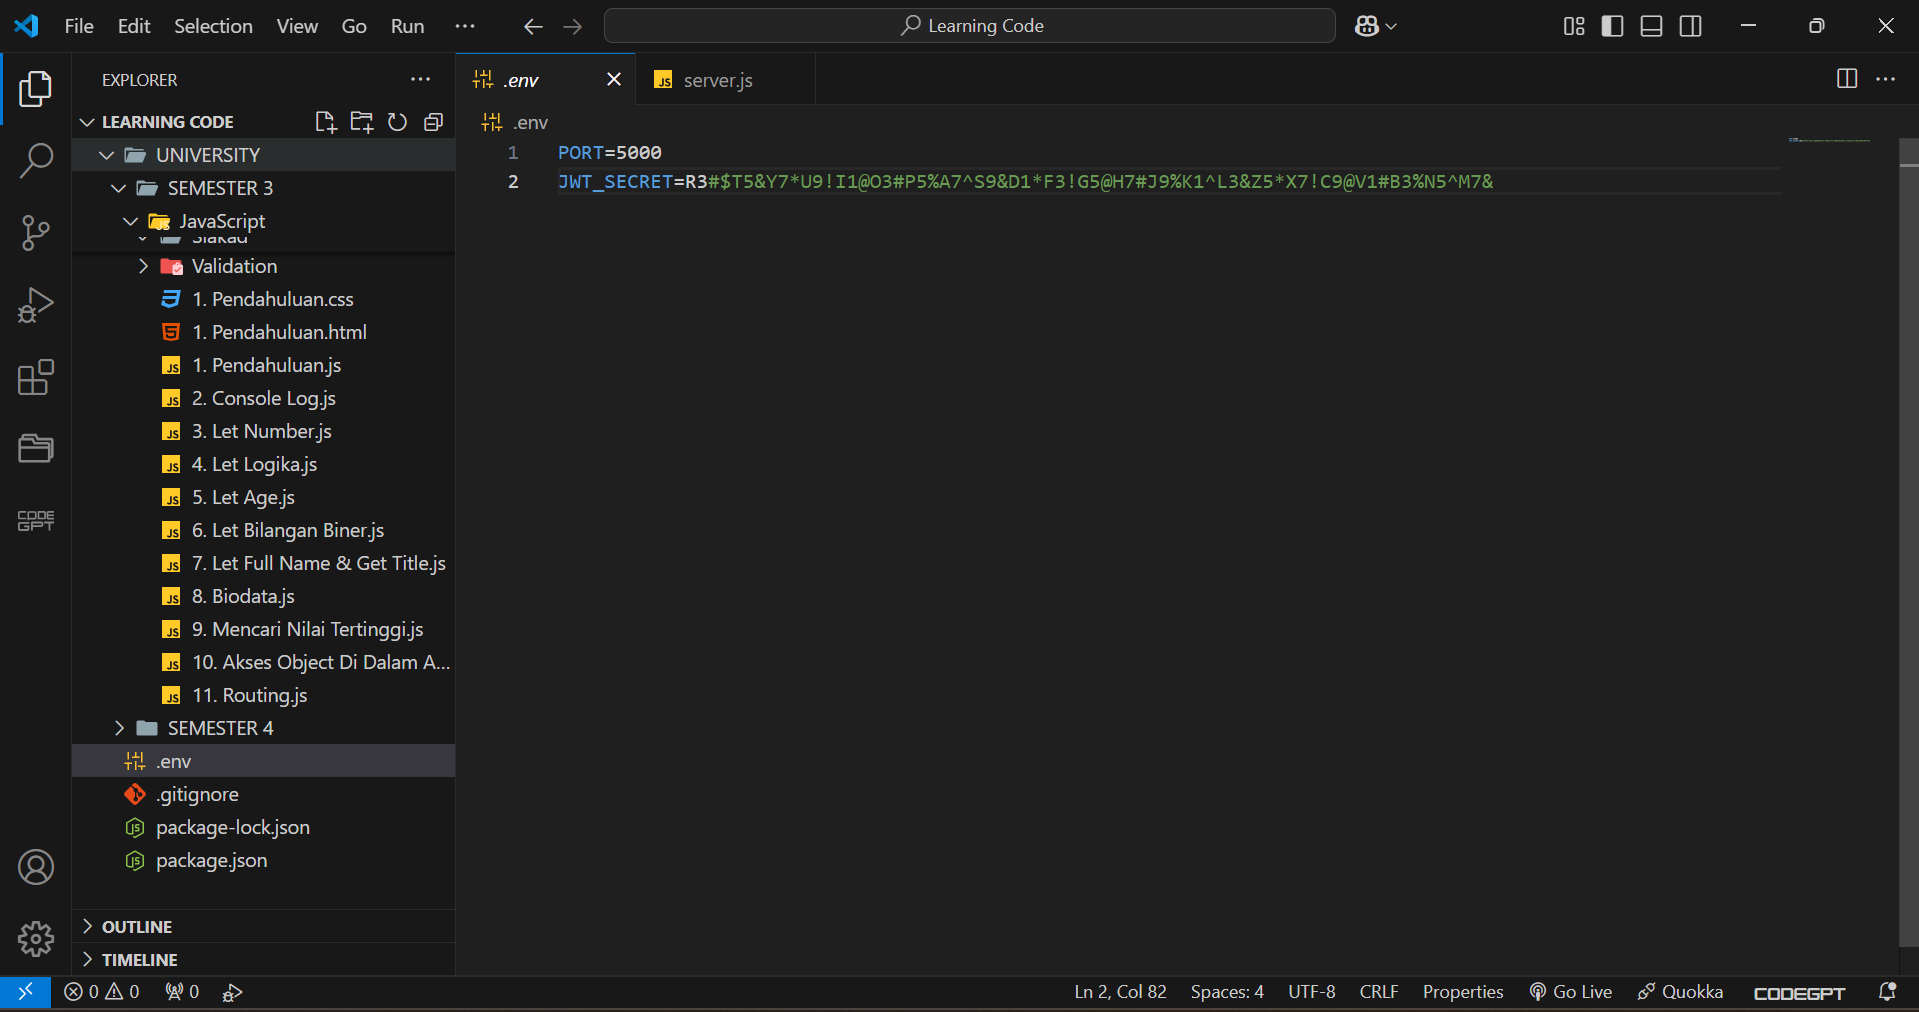 File Edit Selection View Go Run
Learning Code
EXPLORER
.env
server.js
LEARNING CODE
.env
UNIVERSITY
SEMESTER 3
JavaScript
Siakad
Validation
1. Pendahuluan.css
1. Pendahuluan.html
1. Pendahuluan.js
2. Console Log.js
3. Let Number.js
4. Let Logika.js
5. Let Age.js
6. Let Bilangan Biner.js
7. Let Full Name & Get Title.js
8. Biodata.js
9. Mencari Nilai Tertinggi.js
10. Akses Object Di Dalam A...
11. Routing.js
SEMESTER 4
.env
.gitignore
package-lock.json
package.json
OUTLINE
TIMELINE
CODE
GPT
1 PORT=5000
2 JWT_SECRET=R3#$T5&Y7*U9!I1@O3#P5%A7^S9&D1*F3!G5@H7#J9%K1^L3&Z5*X7!C9@V1#B3%N5^M7&
0 0 0
Ln 2, Col 82 Spaces: 4 UTF-8 CRLF Properties Go Live Quokka CODEGPT